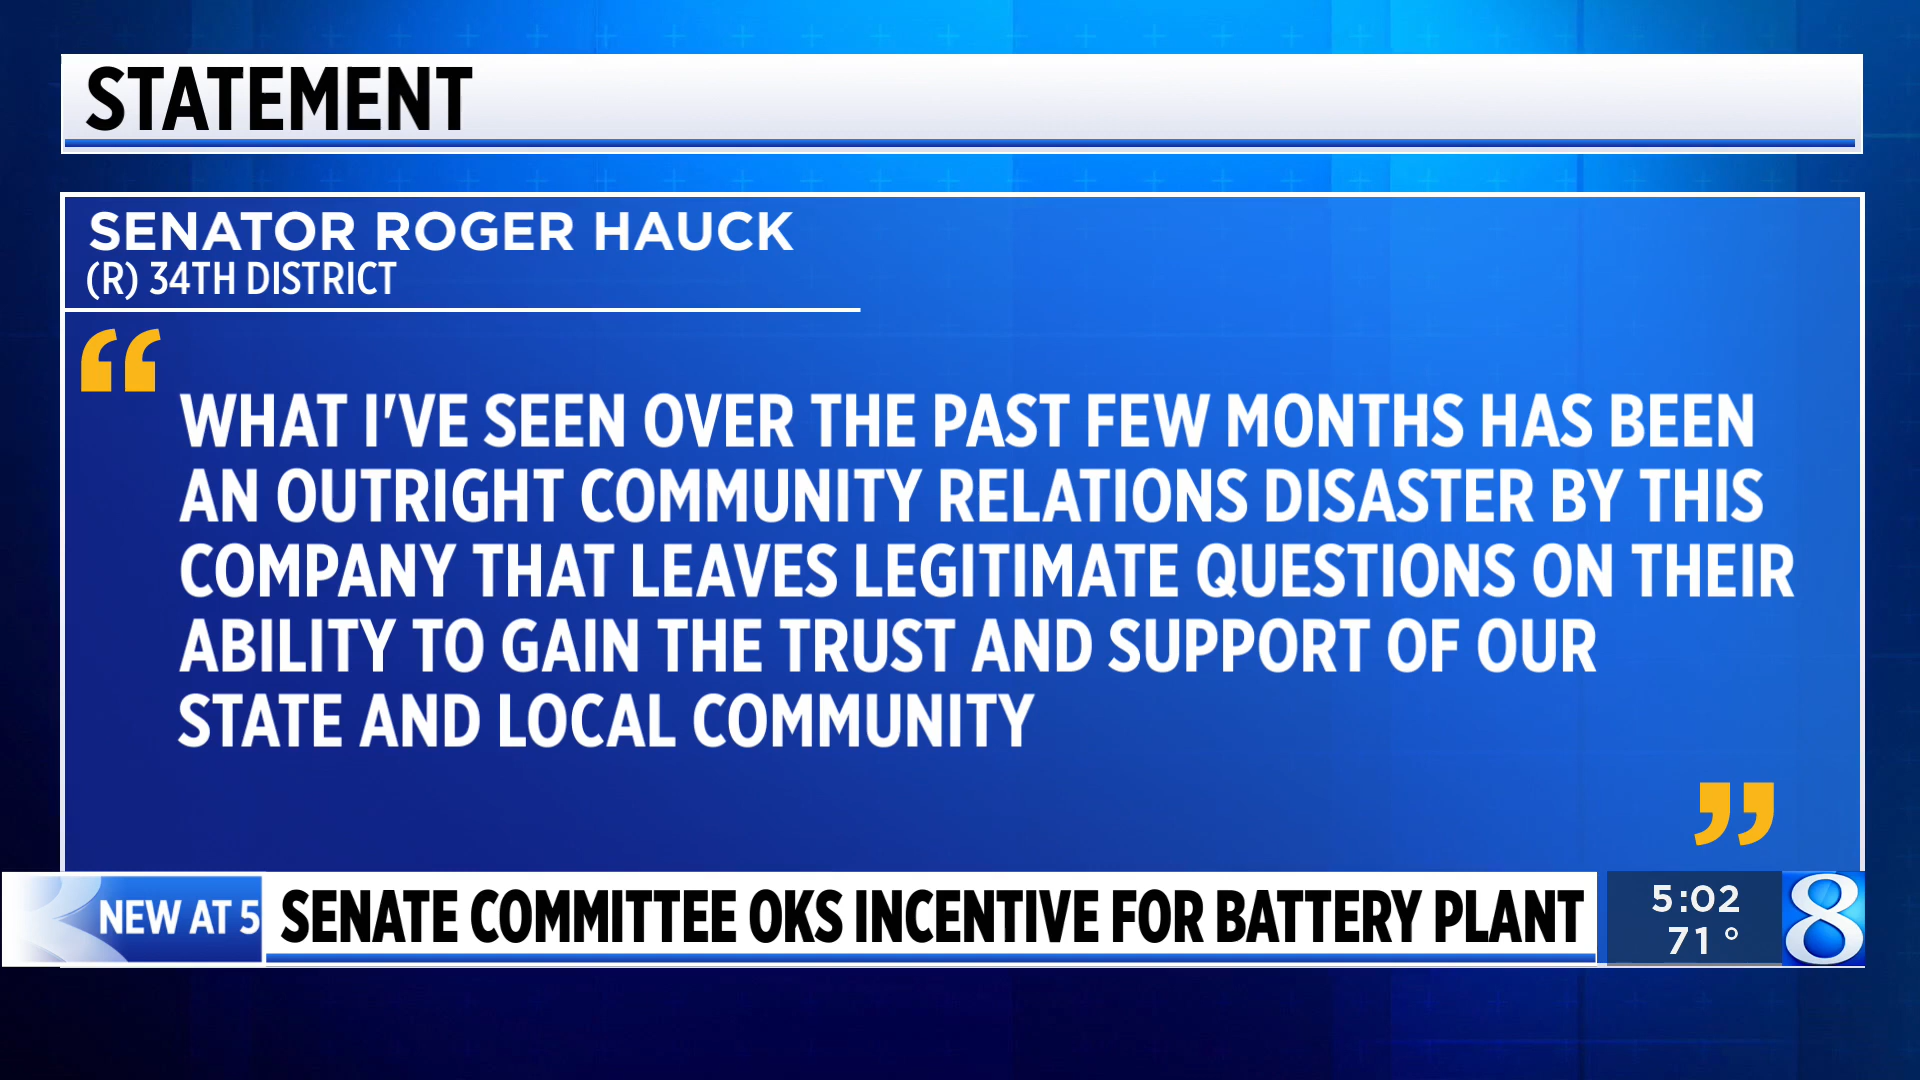 STATEMENT
SENATOR ROGER HAUCK
(R) 34TH DISTRICT
“
WHAT I'VE SEEN OVER THE PAST FEW MONTHS HAS BEEN
AN OUTRIGHT COMMUNITY RELATIONS DISASTER BY THIS
COMPANY THAT LEAVES LEGITIMATE QUESTIONS ON THEIR
ABILITY TO GAIN THE TRUST AND SUPPORT OF OUR
STATE AND LOCAL COMMUNITY
”
NEW AT 5
SENATE COMMITTEE OKS INCENTIVE FOR BATTERY PLANT
5:02
71°
8